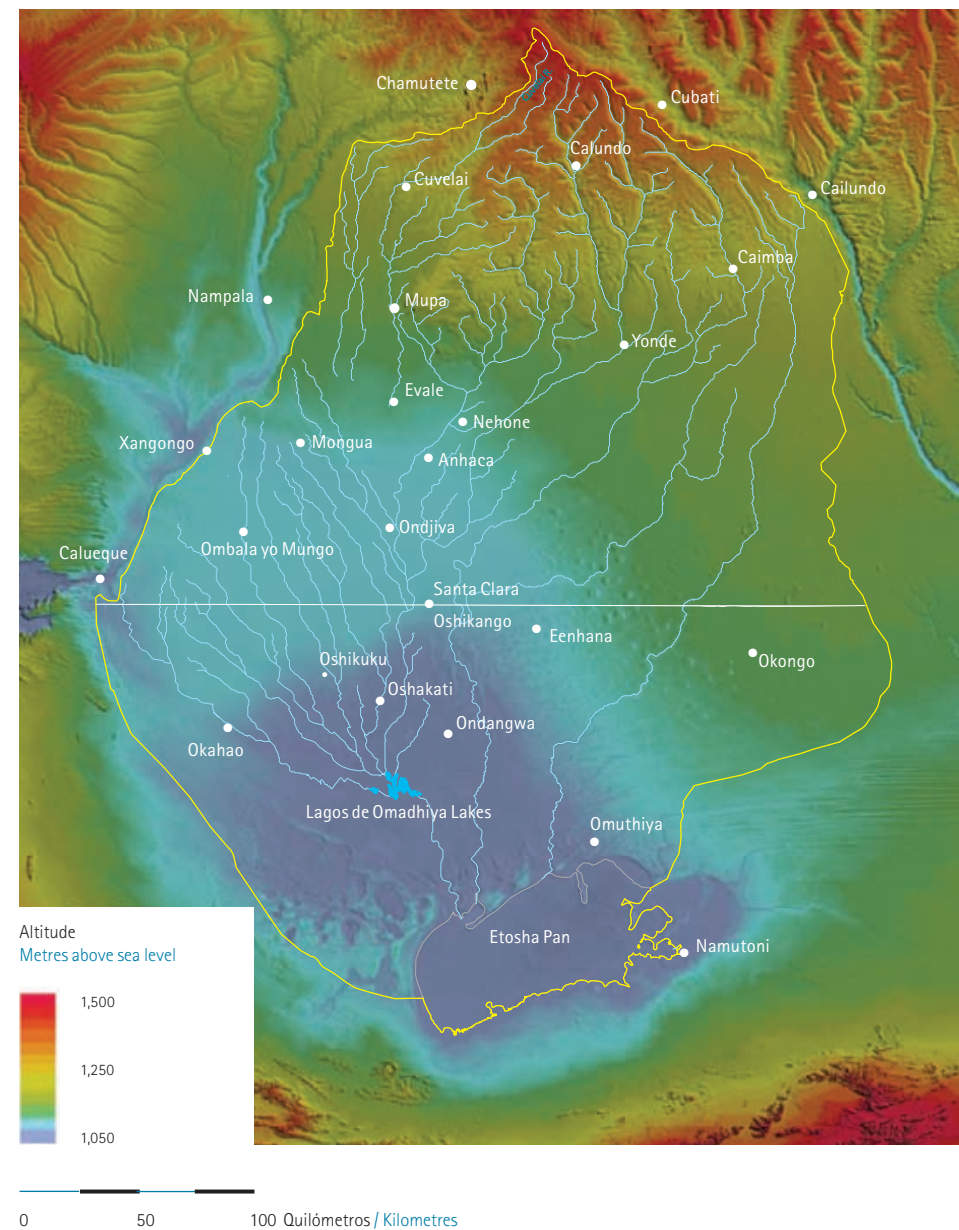 Chamutete
Cubati
Calundo
Cuvelai
Cailundo
Caimba
Nampala
Mupa
Yonde
Evale
Nehone
Xangongo
Mongua
Anhaca
Ondjiva
Ombala yo Mungo
Calueque
Santa Clara
Oshikango
Eenhana
Oshikuku
Okongo
Oshakati
Ondangwa
Okahao
Lagos de Omadhiya Lakes
Omuthiya
Etosha Pan
Namutoni
Altitude
Metres above sea level
1,500
1,250
1,050
0 50 100 Quilómetros / Kilometres